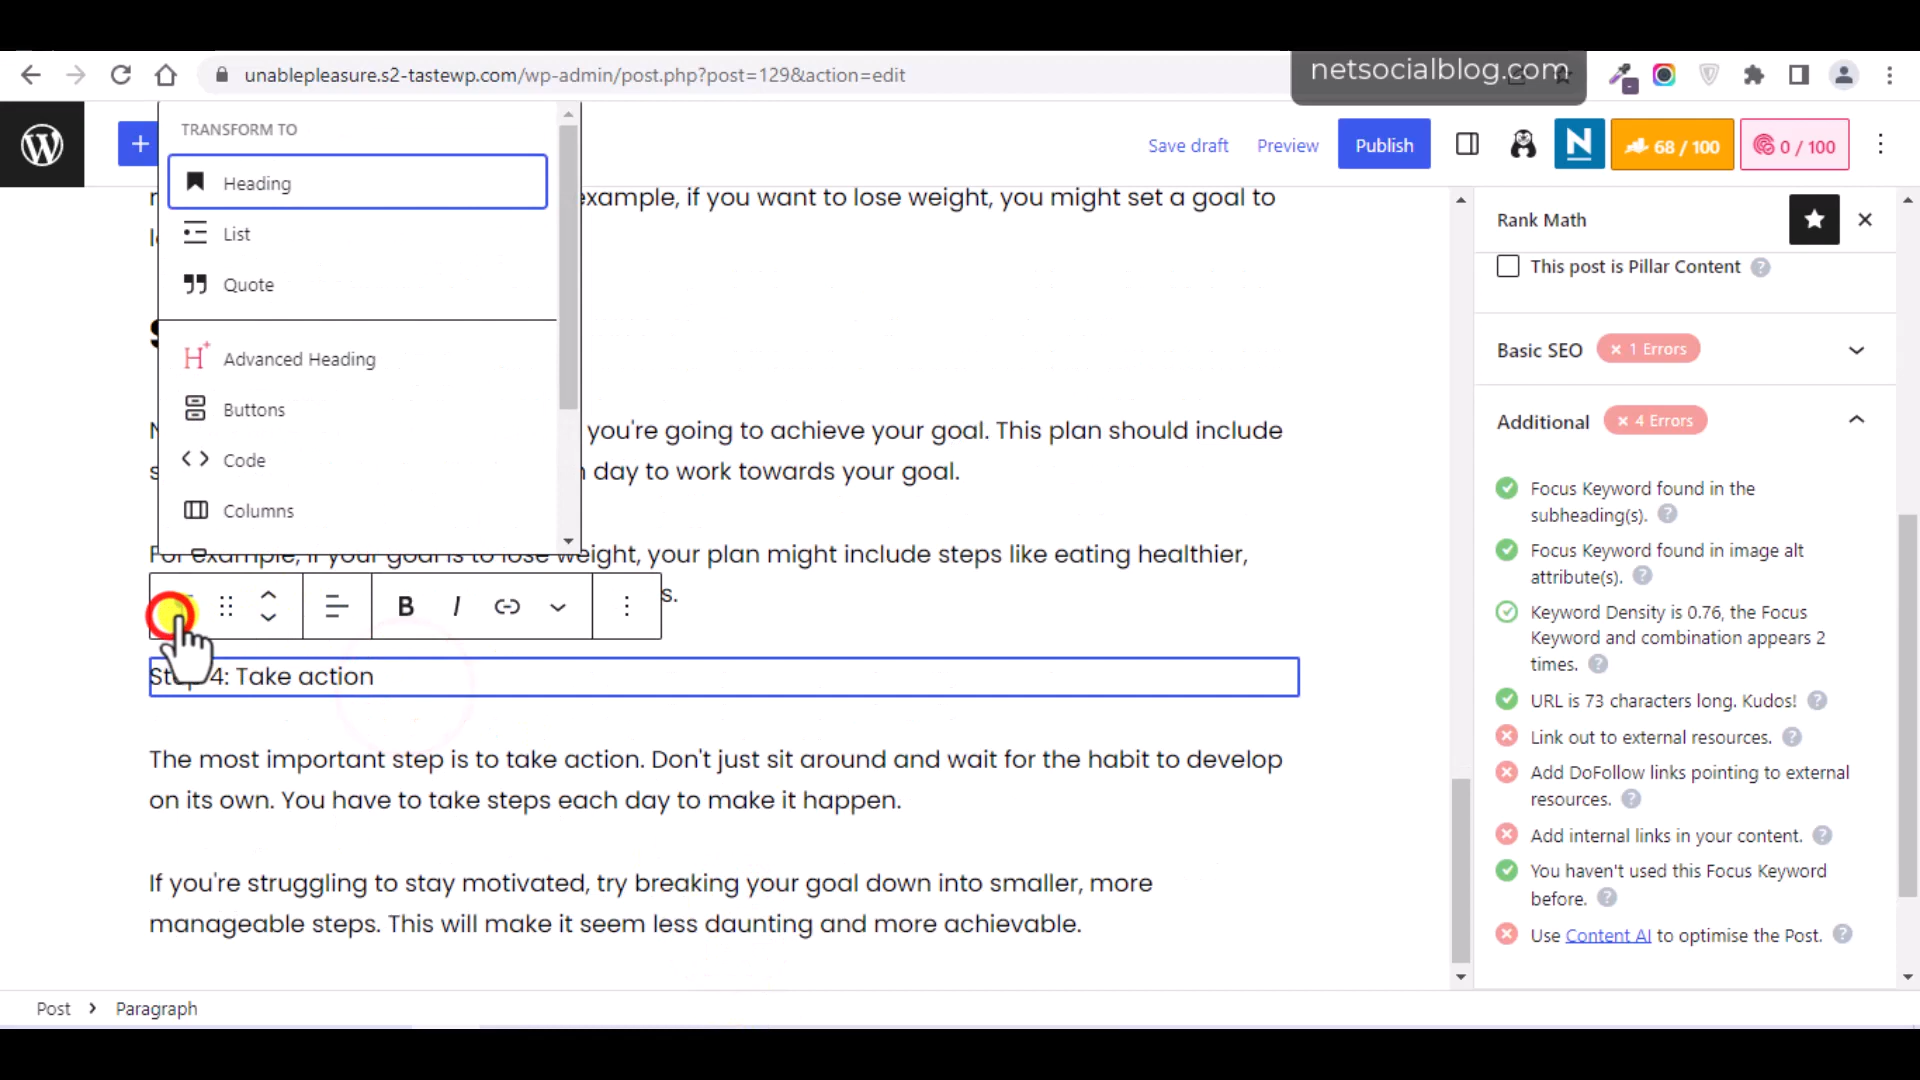 unablepleasure.s2-tastewp.com/wp-admin/post.php?post=129&action=edit
netsocialblog.com
TRANSFORM TO
Heading
List
Quote
Advanced Heading
Buttons
Code
Columns
Save draft
Preview
Publish
68 / 100
0 / 100
example, if you want to lose weight, you might set a goal to
you're going to achieve your goal. This plan should include
day to work towards your goal.
For example, if your goal is to lose weight, your plan might include steps like eating healthier,
s.
B I
Step 4: Take action
The most important step is to take action. Don't just sit around and wait for the habit to develop
on its own. You have to take steps each day to make it happen.
If you're struggling to stay motivated, try breaking your goal down into smaller, more
manageable steps. This will make it seem less daunting and more achievable.
Rank Math
This post is Pillar Content
Basic SEO
1 Errors
Additional
4 Errors
Focus Keyword found in the
subheading(s).
Focus Keyword found in image alt
attribute(s).
Keyword Density is 0.76, the Focus
Keyword and combination appears 2
times.
URL is 73 characters long. Kudos!
Link out to external resources.
Add DoFollow links pointing to external
resources.
Add internal links in your content.
You haven't used this Focus Keyword
before.
Use Content AI to optimise the Post.
Post
Paragraph